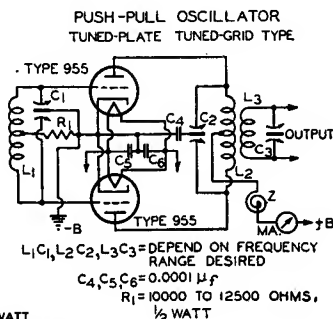 PUSH-PULL OSCILLATOR
TUNED-PLATE TUNED-GRID TYPE
TYPE 955
C1
R1
L1
C4
C2
L3
C3
OUTPUT
C5
C6
L2
Z
MA.
+B
-B
TYPE 955
L1C1, L2C2, L3C3 = DEPEND ON FREQUENCY
RANGE DESIRED
C4, C5, C6 = 0.0001 μf
R1 = 10000 TO 12500 OHMS,
½ WATT
WATT